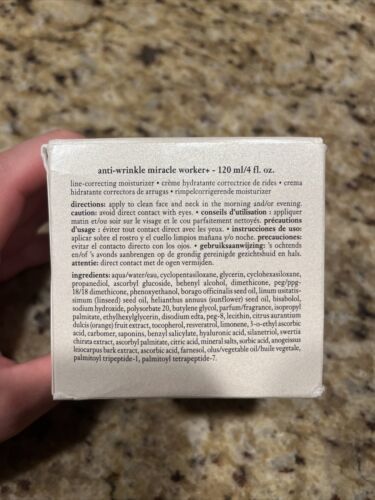 anti-wrinkle miracle worker+ - 120 ml/4 fl. oz.
line-correcting moisturizer • crème hydratante correctrice de rides • crema
hidratante correctora de arrugas • rimpelcorrigerende moisturizer
directions: apply to clean face and neck in the morning and/or evening.
caution: avoid direct contact with eyes. • conseils d'utilisation : appliquer
matin et/ou soir sur le visage et le cou parfaitement nettoyés. précautions
d'usage : éviter tout contact direct avec les yeux. • instrucciones de uso:
aplicar sobre el rostro y el cuello limpios mañana y/o noche. precauciones:
evitar el contacto directo con los ojos. • gebruiksaanwijzing: 's ochtends
en/of 's avonds aanbrengen op de grondig gereinigde gezichtshuid en hals.
attentie: direct contact met de ogen vermijden.
ingredients: aqua/water/eau, cyclopentasiloxane, glycerin, cyclohexasiloxane,
propanediol, ascorbyl glucoside, behenyl alcohol, dimethicone, peg/ppg-
18/18 dimethicone, phenoxyethanol, borago officinalis seed oil, linum usitatis-
simum (linseed) seed oil, helianthus annuus (sunflower) seed oil, bisabolol,
sodium hydroxide, polysorbate 20, butylene glycol, parfum/fragrance, isopropyl
palmitate, ethylhexylglycerin, disodium edta, peg-8, lecithin, citrus aurantium
dulcis (orange) fruit extract, tocopherol, resveratrol, limonene, 3-o-ethyl ascorbic
acid, carbomer, saponins, benzyl salicylate, hyaluronic acid, silanetriol, swertia
chirata extract, ascorbyl palmitate, citric acid, mineral salts, sorbic acid, anogeissus
leiocarpus bark extract, ascorbic acid, farnesol, olus/vegetable oil/huile vegetale,
palmitoyl tripeptide-1, palmitoyl tetrapeptide-7.